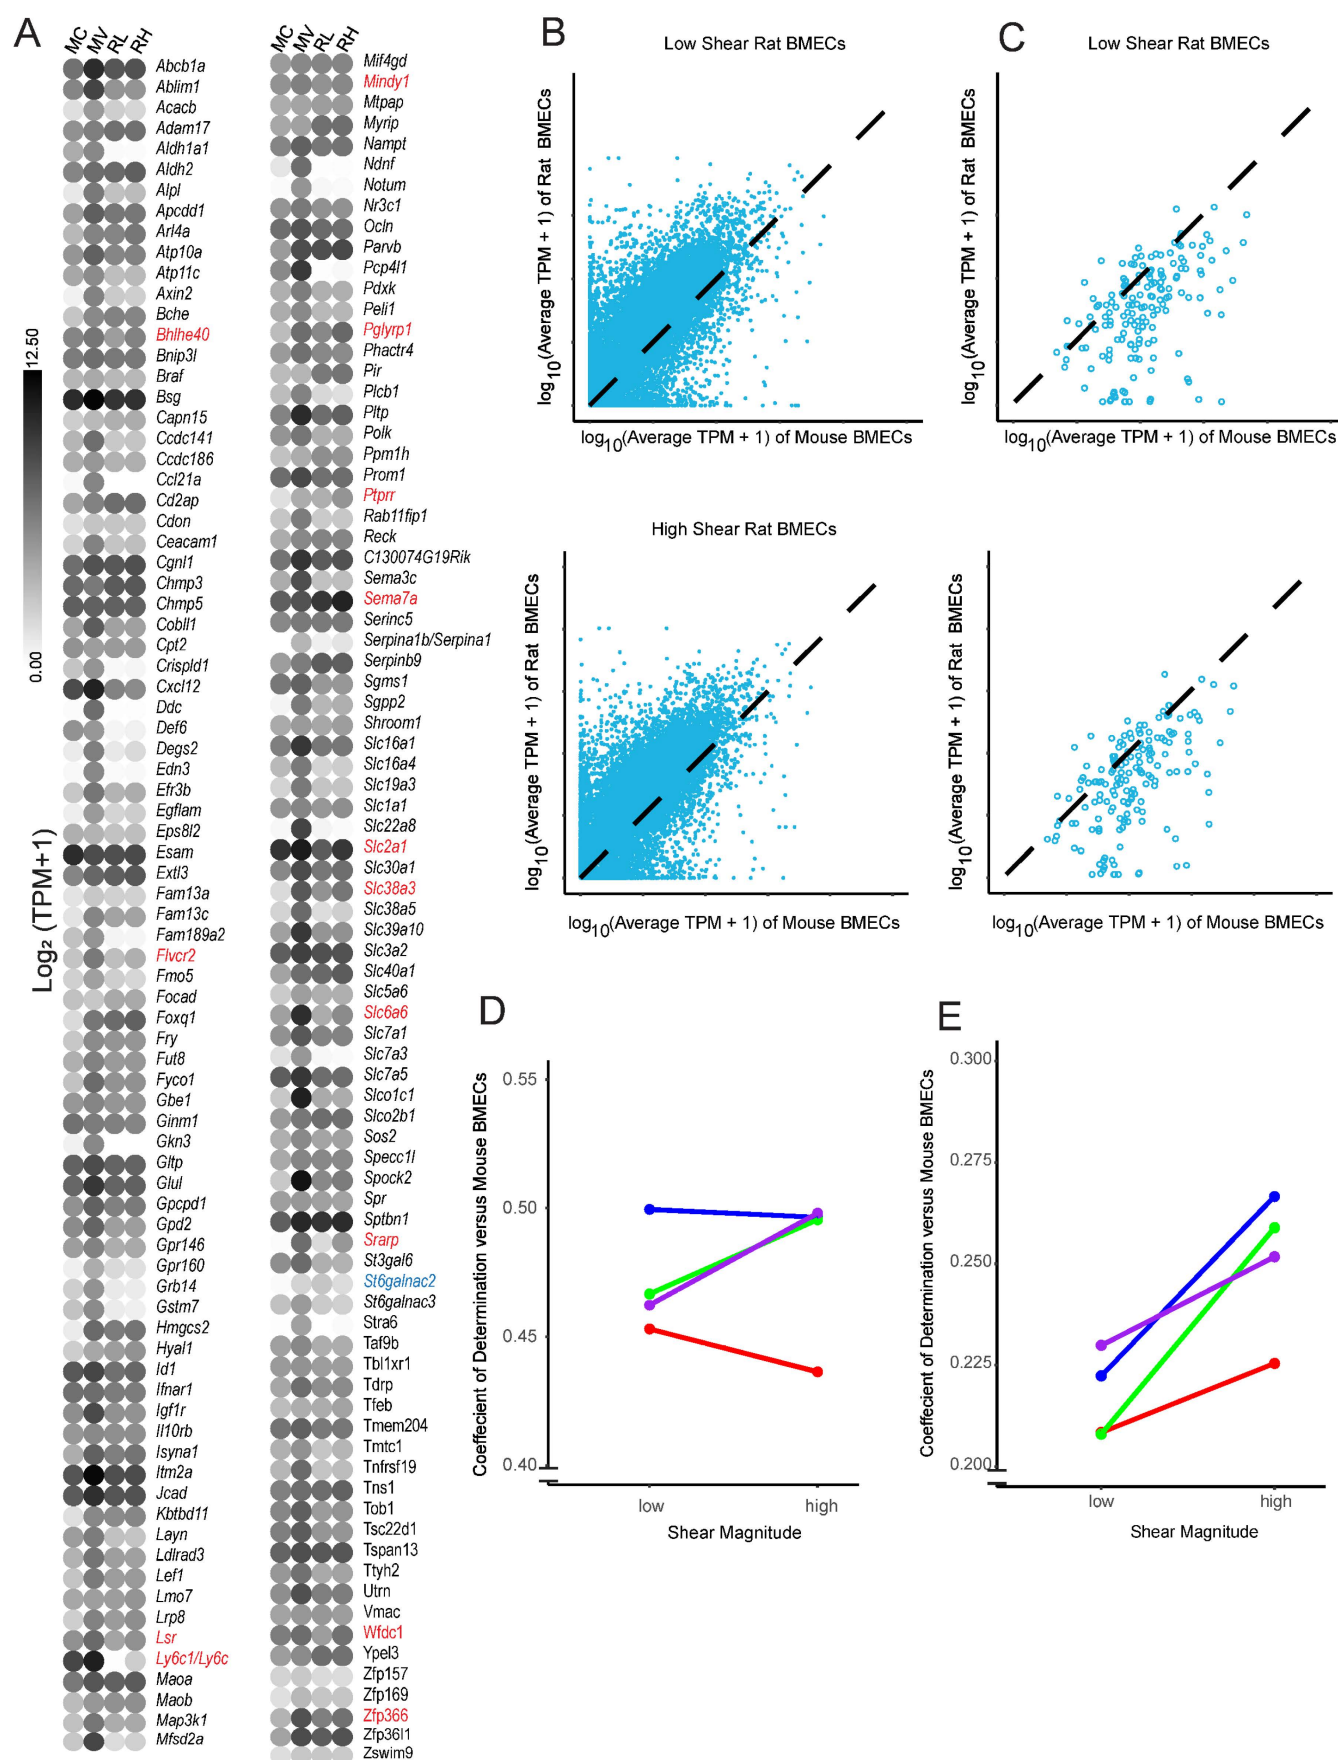 A
MC MV RL RH
Abcb1a
Ablim1
Acacb
Adam17
Aldh1a1
Aldh2
Alpl
Apcdd1
Arl4a
Atp10a
Atp11c
Axin2
Bche
Bhlhe40
Bnip3l
Braf
Bsg
Capn15
Ccdc141
Ccdc186
Ccl21a
Cd2ap
Cdon
Ceacam1
Cgnl1
Chmp3
Chmp5
Cobll1
Cpt2
Crispld1
Cxcl12
Ddc
Def6
Degs2
Edn3
Efr3b
Egflam
Eps8l2
Esam
Extl3
Fam13a
Fam13c
Fam189a2
Flvcr2
Fmo5
Focad
Foxq1
Fry
Fut8
Fyco1
Gbe1
Ginm1
Gkn3
Gltp
Glul
Gpcpd1
Gpd2
Gpr146
Gpr160
Grb14
Gstm7
Hmgcs2
Hyal1
Id1
Ifnar1
Igf1r
Il10rb
Isyna1
Itm2a
Jcad
Kbtbd11
Layn
Ldlrad3
Lef1
Lmo7
Lrp8
Lsr
Ly6c1/Ly6c
Maoa
Maob
Map3k1
Mfsd2a
12.50
0.00
Log₂ (TPM+1)
MC MV RL RH
Mif4gd
Mindy1
Mtpap
Myrip
Nampt
Ndnf
Notum
Nr3c1
Ocln
Parvb
Pcp4l1
Pdxk
Peli1
Pglyrp1
Phactr4
Pir
Plcb1
Pltp
Polk
Ppm1h
Prom1
Ptprr
Rab11fip1
Reck
C130074G19Rik
Sema3c
Sema7a
Serinc5
Serpina1b/Serpina1
Serpinb9
Sgms1
Sgpp2
Shroom1
Slc16a1
Slc16a4
Slc19a3
Slc1a1
Slc22a8
Slc2a1
Slc30a1
Slc38a3
Slc38a5
Slc39a10
Slc3a2
Slc40a1
Slc5a6
Slc6a6
Slc7a1
Slc7a3
Slc7a5
Slco1c1
Slco2b1
Sos2
Specc1l
Spock2
Spr
Sptbn1
Srarp
St3gal6
St6galnac2
St6galnac3
Stra6
Taf9b
Tbl1xr1
Tdrp
Tfeb
Tmem204
Tmtc1
Tnfrsf19
Tns1
Tob1
Tsc22d1
Tspan13
Ttyh2
Utrn
Vmac
Wfdc1
Ypel3
Zfp157
Zfp169
Zfp366
Zfp36l1
Zswim9
B
Low Shear Rat BMECs
log₁₀(Average TPM + 1) of Rat BMECs
log₁₀(Average TPM + 1) of Mouse BMECs
High Shear Rat BMECs
log₁₀(Average TPM + 1) of Rat BMECs
log₁₀(Average TPM + 1) of Mouse BMECs
C
Low Shear Rat BMECs
log₁₀(Average TPM + 1) of Rat BMECs
log₁₀(Average TPM + 1) of Mouse BMECs
log₁₀(Average TPM + 1) of Rat BMECs
log₁₀(Average TPM + 1) of Mouse BMECs
D
Coeffecient of Determination versus Mouse BMECs
0.55
0.50
0.45
0.40
low high
Shear Magnitude
E
Coeffecient of Determination versus Mouse BMECs
0.300
0.275
0.250
0.225
0.200
low high
Shear Magnitude